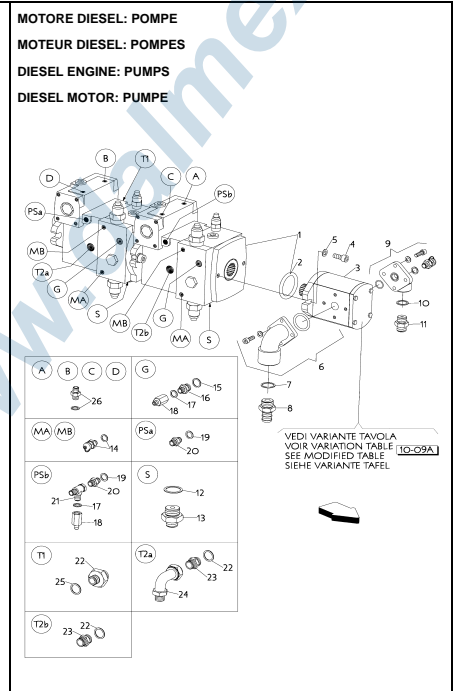 MOTORE DIESEL: POMPE
MOTEUR DIESEL: POMPES
DIESEL ENGINE: PUMPS
DIESEL MOTOR: PUMPE
B
T1
D
C
A
PSb
PSa
MB
T2a
G
MA
S
MB
T2b
G
MA
S
1
2
3
4
5
6
7
8
9
10
11
VEDI VARIANTE TAVOLA
VOIR VARIATION TABLE
SEE MODIFIED TABLE
SIEHE VARIANTE TAFEL
10-09A
A B C D
26
G
15
16
17
18
MA MB
14
PSa
19
20
PSb
19
20
21
17
18
S
12
13
T1
22
25
T2a
22
23
24
T2b
22
23